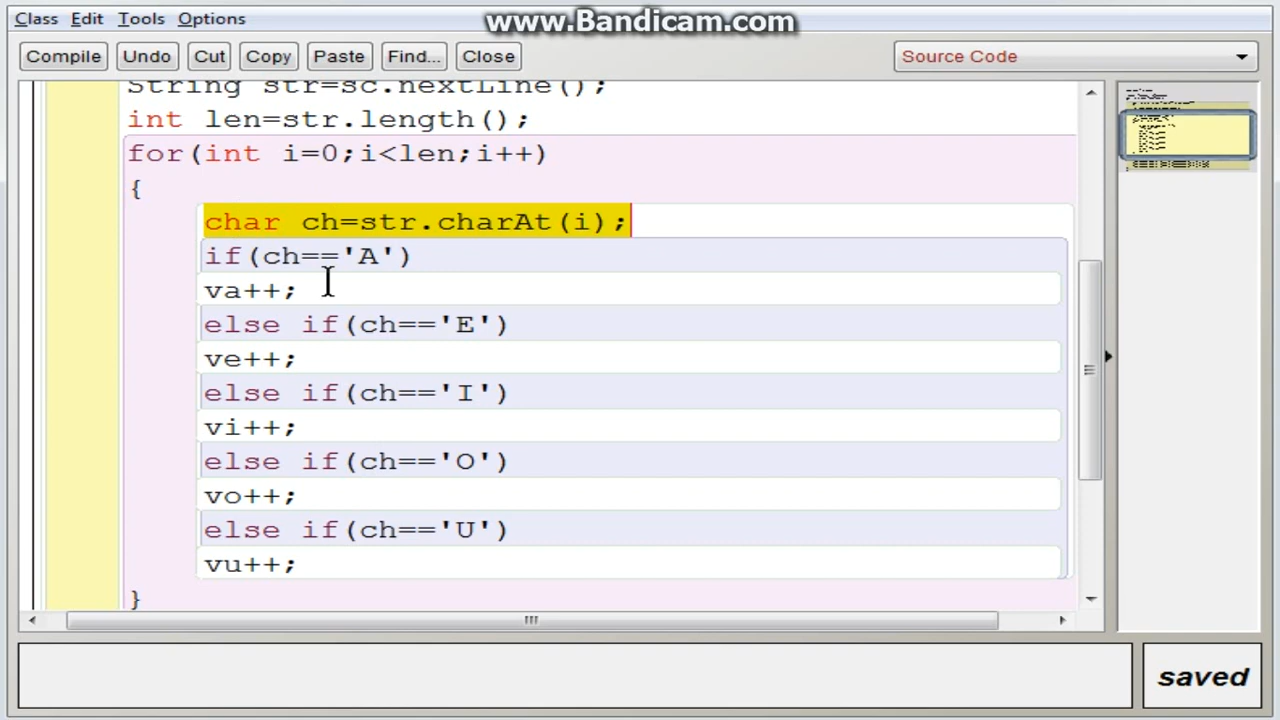 www.Bandicam.com
Class Edit Tools Options
Compile Undo Cut Copy Paste Find... Close Source Code
String str=sc.nextLine();
int len=str.length();
for(int i=0;i<len;i++)
{
char ch=str.charAt(i);
if(ch=='A')
va++;
else if(ch=='E')
ve++;
else if(ch=='I')
vi++;
else if(ch=='O')
vo++;
else if(ch=='U')
vu++;
}
saved